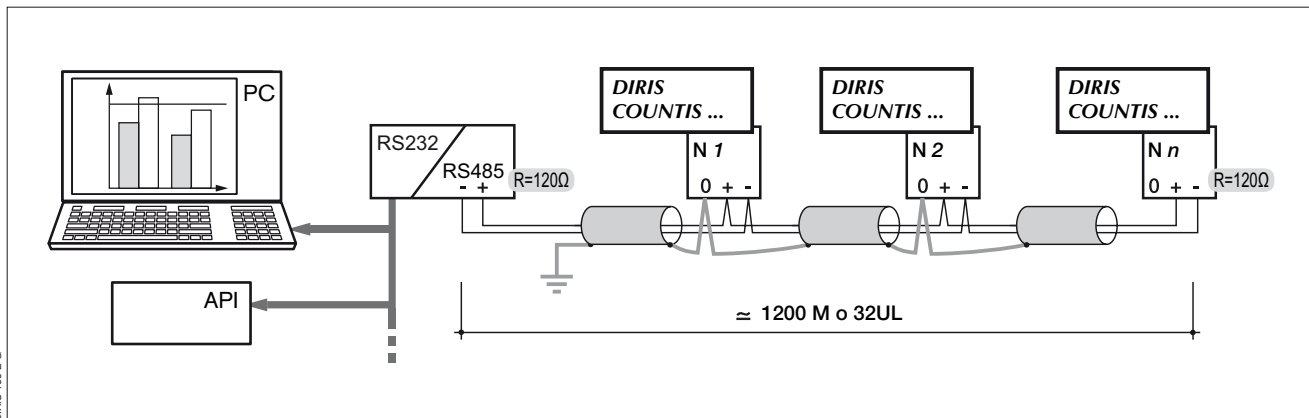 PC
API
RS232
RS485
- +
R=120Ω
DIRIS
COUNTIS ...
N 1
0 + -
DIRIS
COUNTIS ...
N 2
0 + -
DIRIS
COUNTIS ...
N n
0 + -
R=120Ω
≃ 1200 M o 32UL